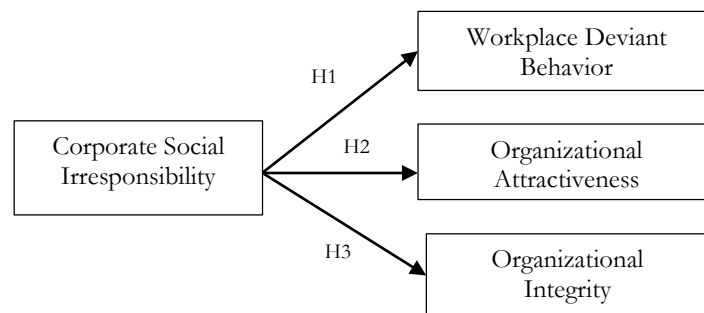 Workplace Deviant
Behavior
H1
Corporate Social
Irresponsibility
H2
Organizational
Attractiveness
H3
Organizational
Integrity